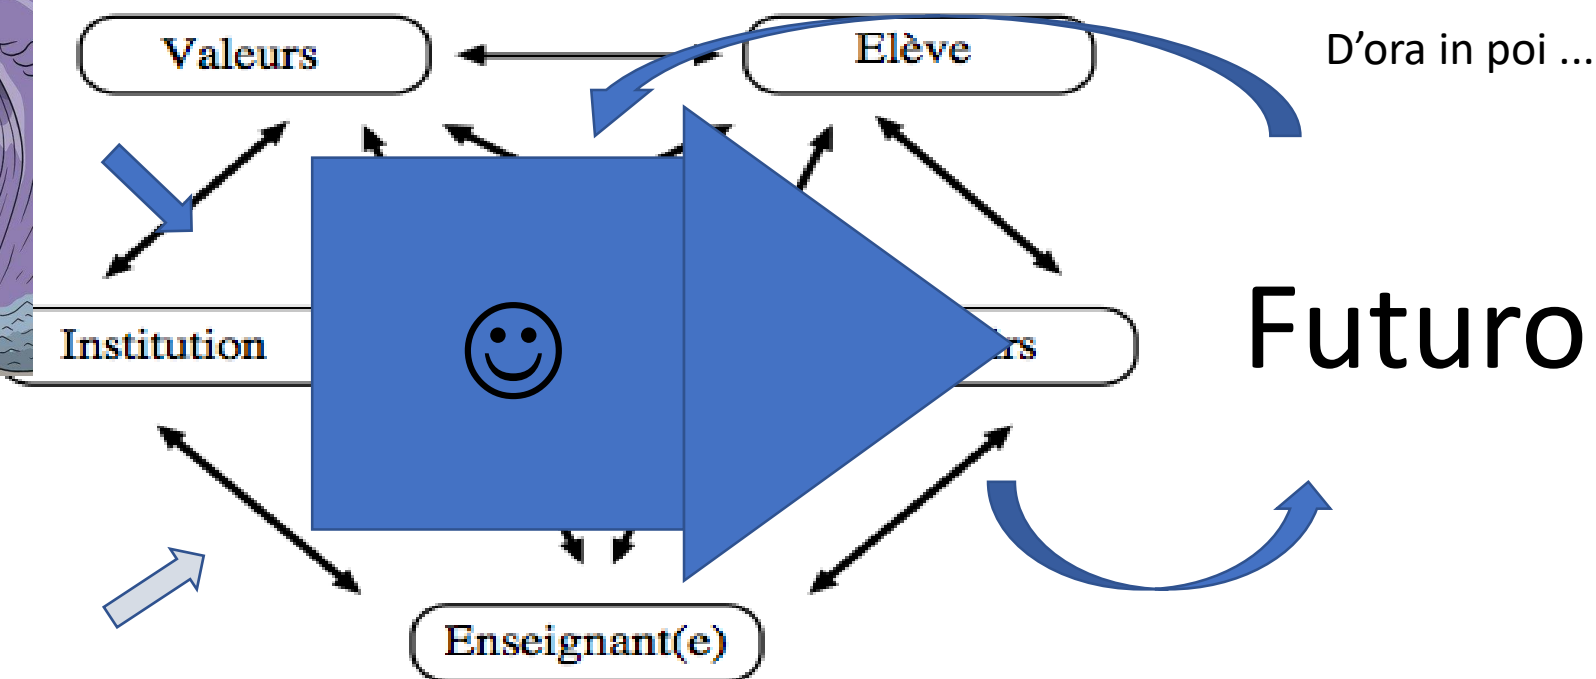 Valeurs
Elève
D'ora in poi ...
Institution
Futuro
Enseignant(e)